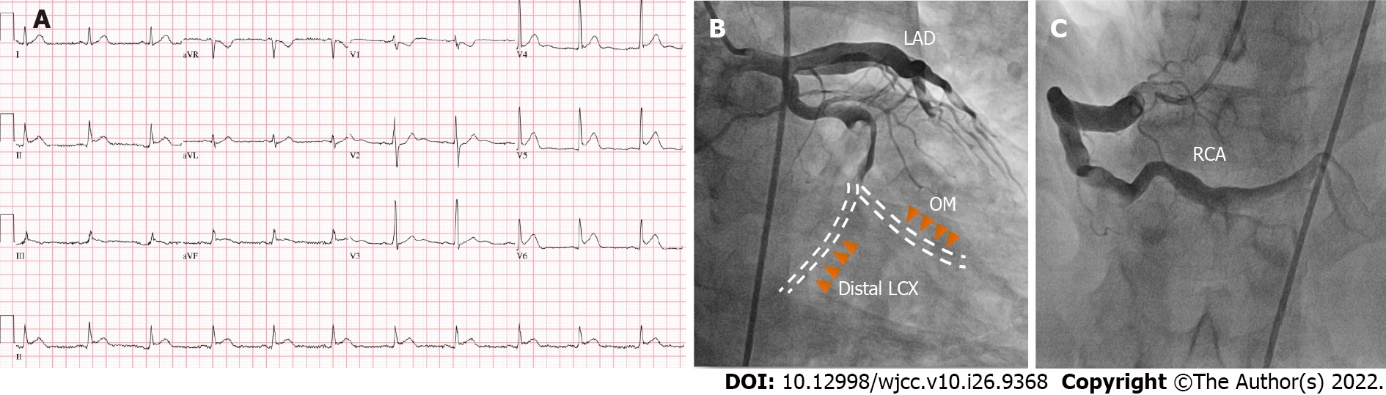 A
I
aVR
V1
V4
II
aVL
V2
V5
III
aVF
V3
V6
II
B
LAD
OM
Distal LCX
C
RCA
DOI: 10.12998/wjcc.v10.i26.9368 Copyright ©The Author(s) 2022.